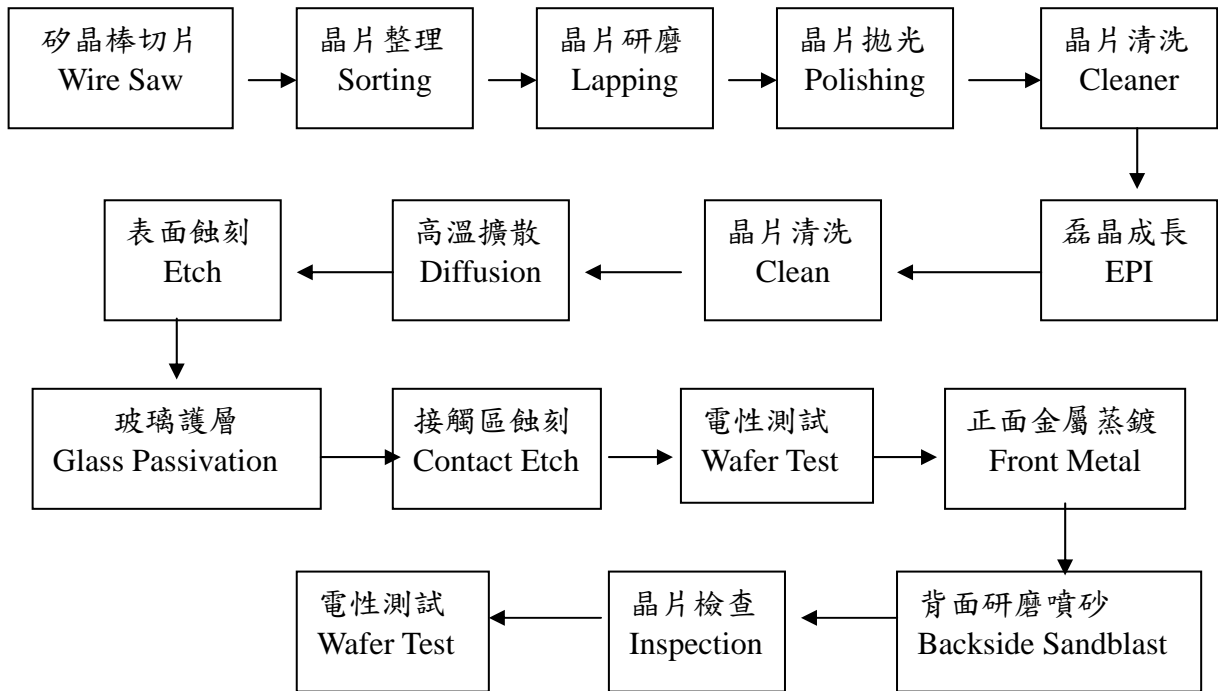 矽晶棒切片
Wire Saw
晶片整理
Sorting
晶片研磨
Lapping
晶片拋光
Polishing
晶片清洗
Cleaner
磊晶成長
EPI
晶片清洗
Clean
高溫擴散
Diffusion
表面蝕刻
Etch
玻璃護層
Glass Passivation
接觸區蝕刻
Contact Etch
電性測試
Wafer Test
正面金屬蒸鍍
Front Metal
背面研磨噴砂
Backside Sandblast
晶片檢查
Inspection
電性測試
Wafer Test